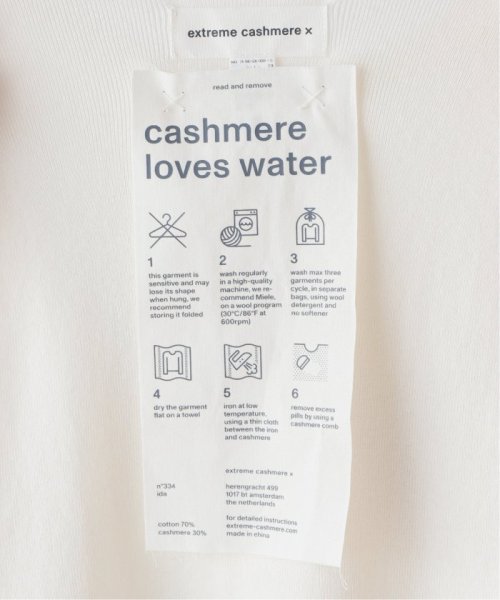 extreme cashmere x
read and remove
cashmere
loves water
1
this garment is
sensitive and may
lose its shape
when hung, we
recommend
storing it folded
2
wash regularly
in a high-quality
machine, we re-
commend Miele,
on a wool program
(30°C/86°F at
600rpm)
3
wash max three
garments per
cycle, in separate
bags, using wool
detergent and
no softener
4
dry the garment
flat on a towel
5
iron at low
temperature,
using a thin cloth
between the iron
and cashmere
6
remove excess
pills by using a
cashmere comb
extreme cashmere x
n°334
ida
herengracht 499
1017 bt amsterdam
the netherlands
cotton 70%
cashmere 30%
for detailed instructions
extreme-cashmere.com
made in china